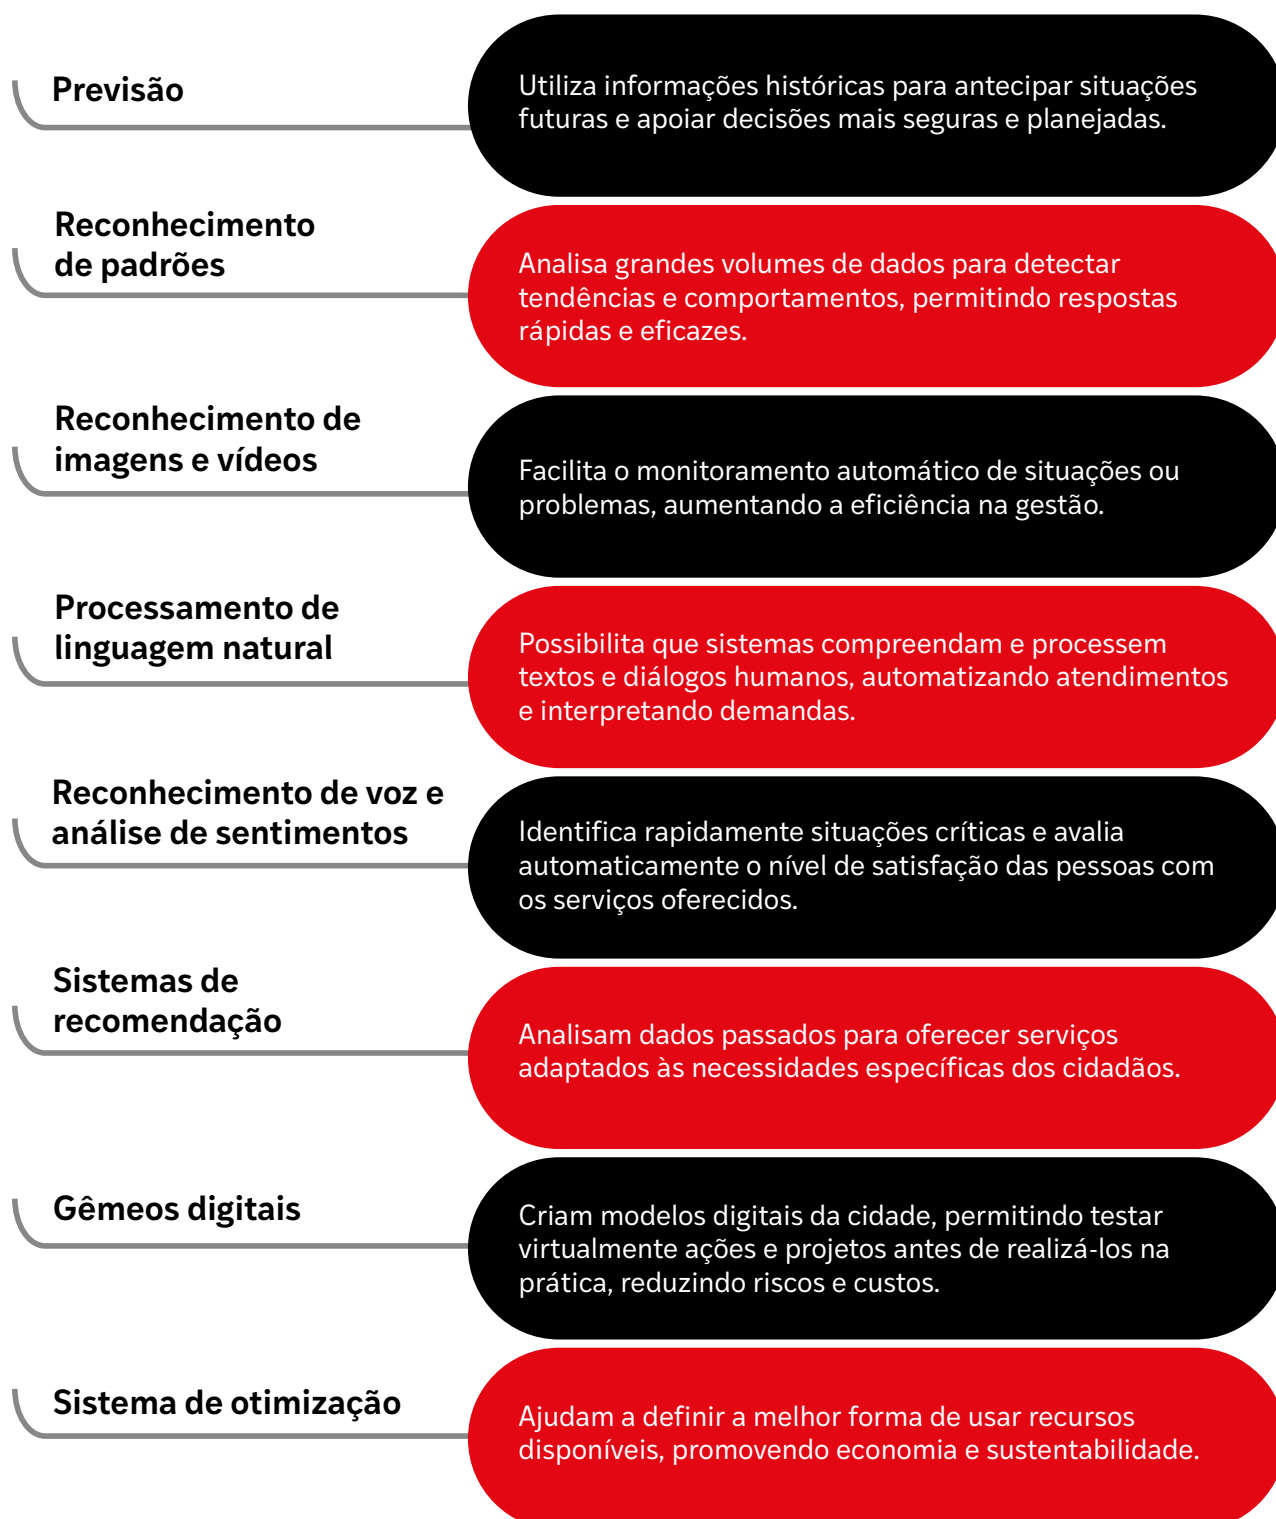 Previsão
Utiliza informações históricas para antecipar situações
futuras e apoiar decisões mais seguras e planejadas.
Reconhecimento
de padrões
Analisa grandes volumes de dados para detectar
tendências e comportamentos, permitindo respostas
rápidas e eficazes.
Reconhecimento de
imagens e vídeos
Facilita o monitoramento automático de situações ou
problemas, aumentando a eficiência na gestão.
Processamento de
linguagem natural
Possibilita que sistemas compreendam e processem
textos e diálogos humanos, automatizando atendimentos
e interpretando demandas.
Reconhecimento de voz e
análise de sentimentos
Identifica rapidamente situações críticas e avalia
automaticamente o nível de satisfação das pessoas com
os serviços oferecidos.
Sistemas de
recomendação
Analisam dados passados para oferecer serviços
adaptados às necessidades específicas dos cidadãos.
Gêmeos digitais
Criam modelos digitais da cidade, permitindo testar
virtualmente ações e projetos antes de realizá-los na
prática, reduzindo riscos e custos.
Sistema de otimização
Ajudam a definir a melhor forma de usar recursos
disponíveis, promovendo economia e sustentabilidade.